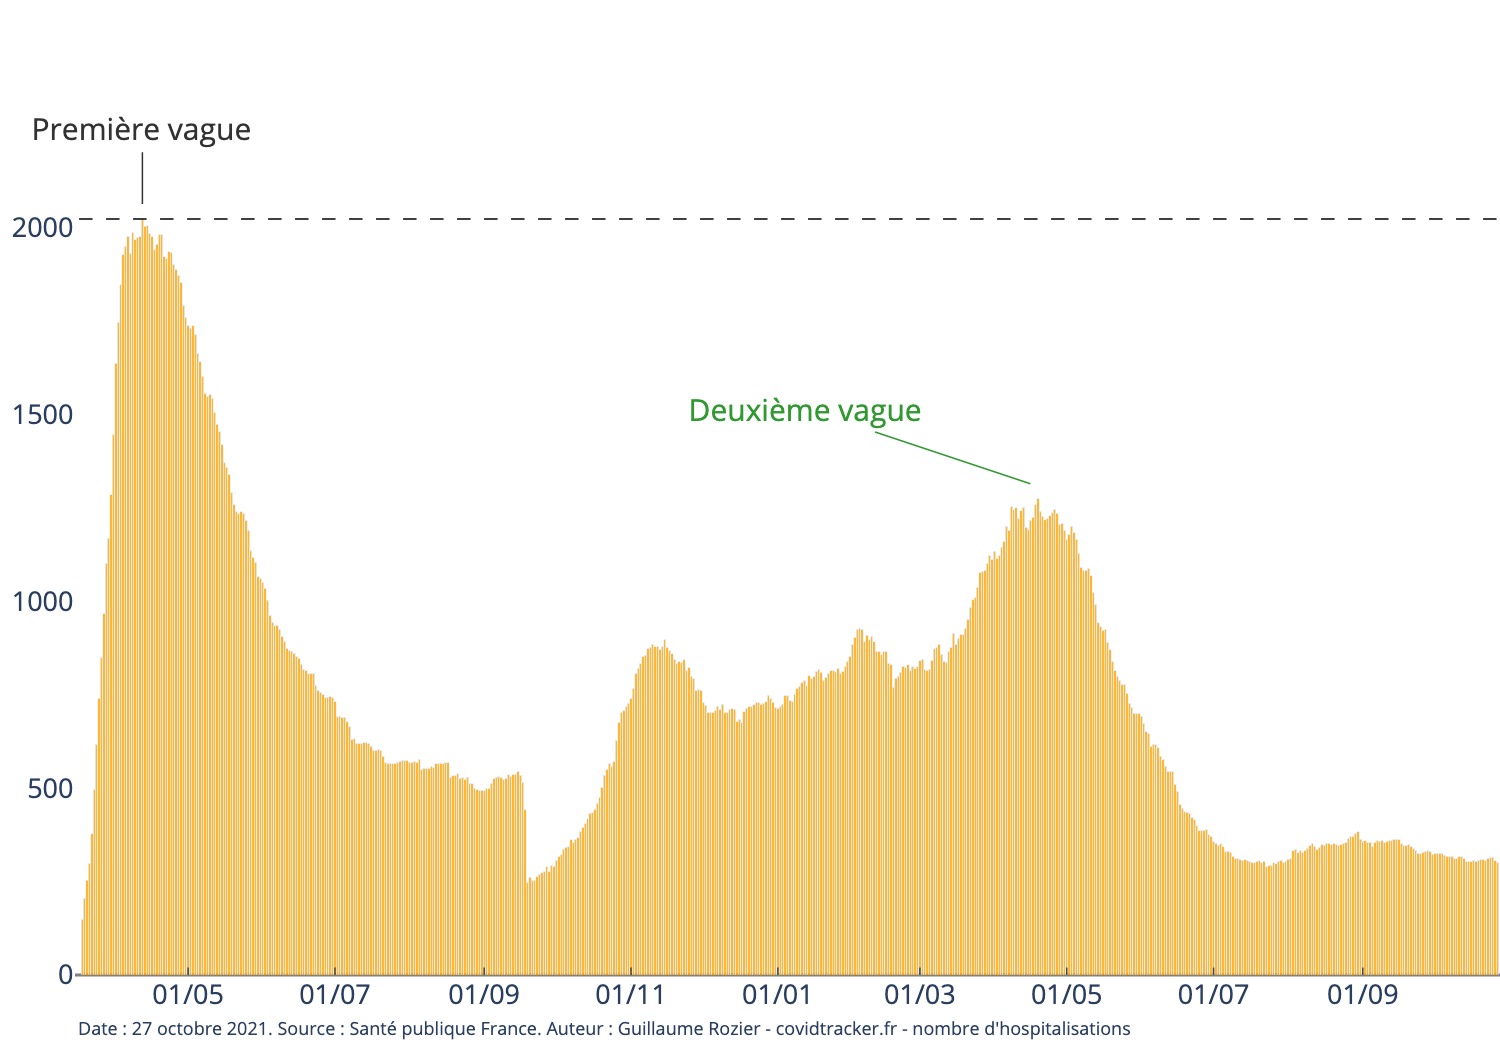 Première vague
2000
1500
Deuxième vague
1000
500
0
01/05 01/07 01/09 01/11 01/01 01/03 01/05 01/07 01/09
Date : 27 octobre 2021. Source : Santé publique France. Auteur : Guillaume Rozier - covidtracker.fr - nombre d'hospitalisations